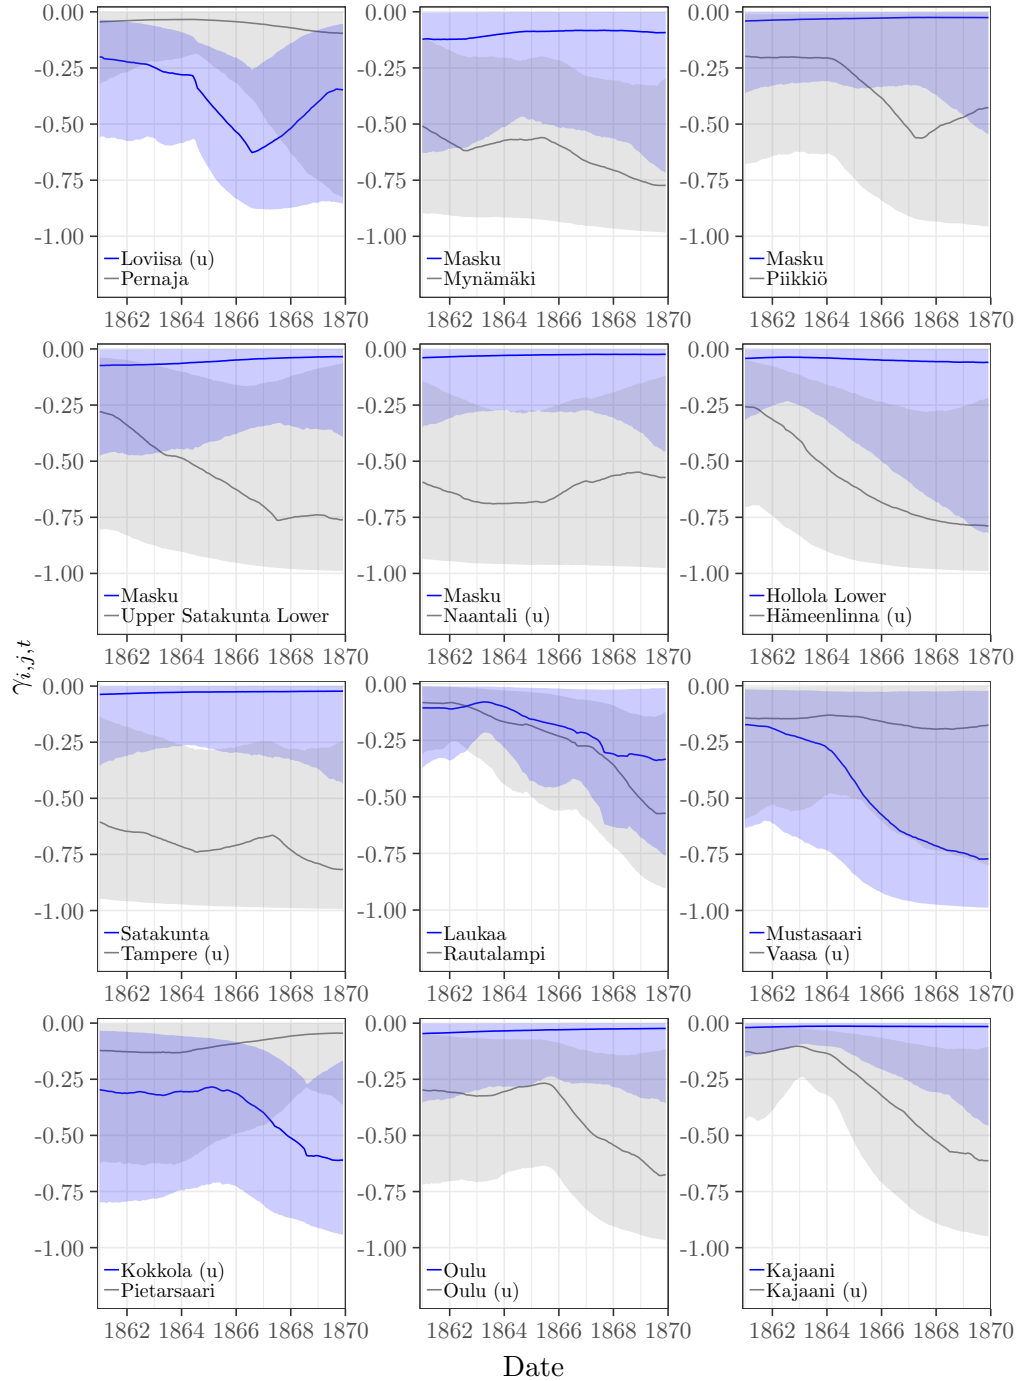 0.00
-0.25
-0.50
-0.75
-1.00
Loviisa (u)
Pernaja
1862 1864 1866 1868 1870
0.00
-0.25
-0.50
-0.75
-1.00
Masku
Mynämäki
1862 1864 1866 1868 1870
0.00
-0.25
-0.50
-0.75
-1.00
Masku
Piikkiö
1862 1864 1866 1868 1870
0.00
-0.25
-0.50
-0.75
-1.00
Masku
Upper Satakunta Lower
1862 1864 1866 1868 1870
0.00
-0.25
-0.50
-0.75
-1.00
Masku
Naantali (u)
1862 1864 1866 1868 1870
0.00
-0.25
-0.50
-0.75
-1.00
Hollola Lower
Hämeenlinna (u)
1862 1864 1866 1868 1870
γi,j,t
0.00
-0.25
-0.50
-0.75
-1.00
Satakunta
Tampere (u)
1862 1864 1866 1868 1870
0.00
-0.25
-0.50
-0.75
-1.00
Laukaa
Rautalampi
1862 1864 1866 1868 1870
0.00
-0.25
-0.50
-0.75
-1.00
Mustasaari
Vaasa (u)
1862 1864 1866 1868 1870
0.00
-0.25
-0.50
-0.75
-1.00
Kokkola (u)
Pietarsaari
1862 1864 1866 1868 1870
0.00
-0.25
-0.50
-0.75
-1.00
Oulu
Oulu (u)
1862 1864 1866 1868 1870
0.00
-0.25
-0.50
-0.75
-1.00
Kajaani
Kajaani (u)
1862 1864 1866 1868 1870
Date